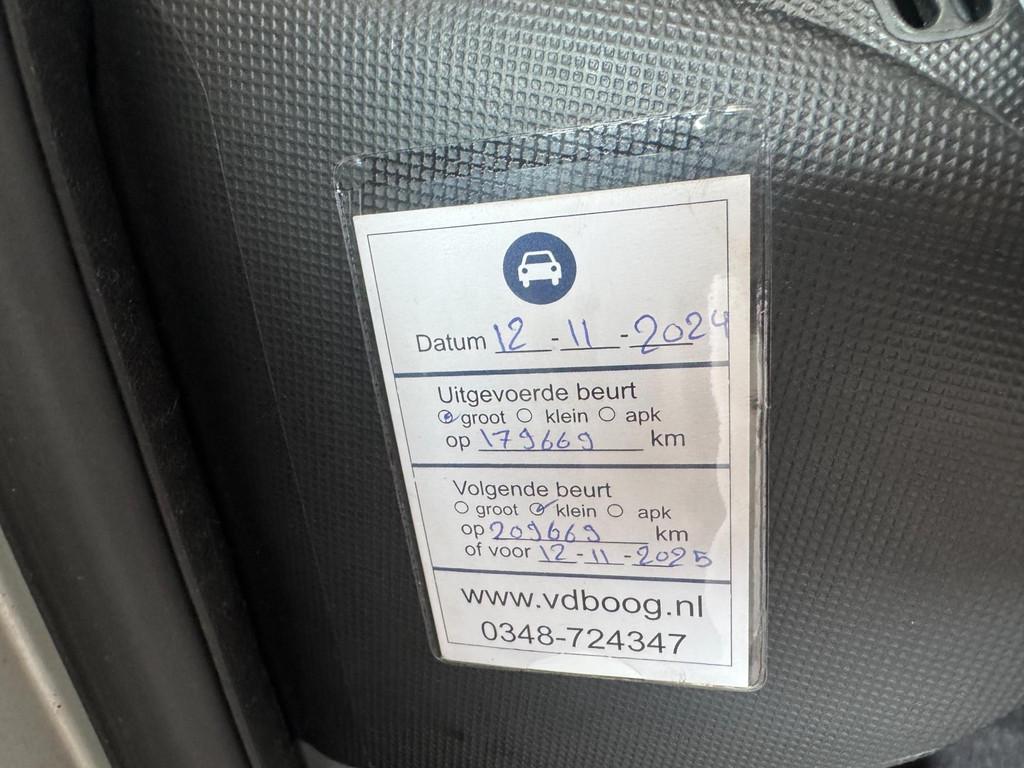 Datum 12 - 11 - 2024
Uitgevoerde beurt
groot klein apk
op 179669 km
Volgende beurt
groot klein apk
op 209669 km
of voor 12 - 11 - 2025
www.vdboog.nl
0348-724347